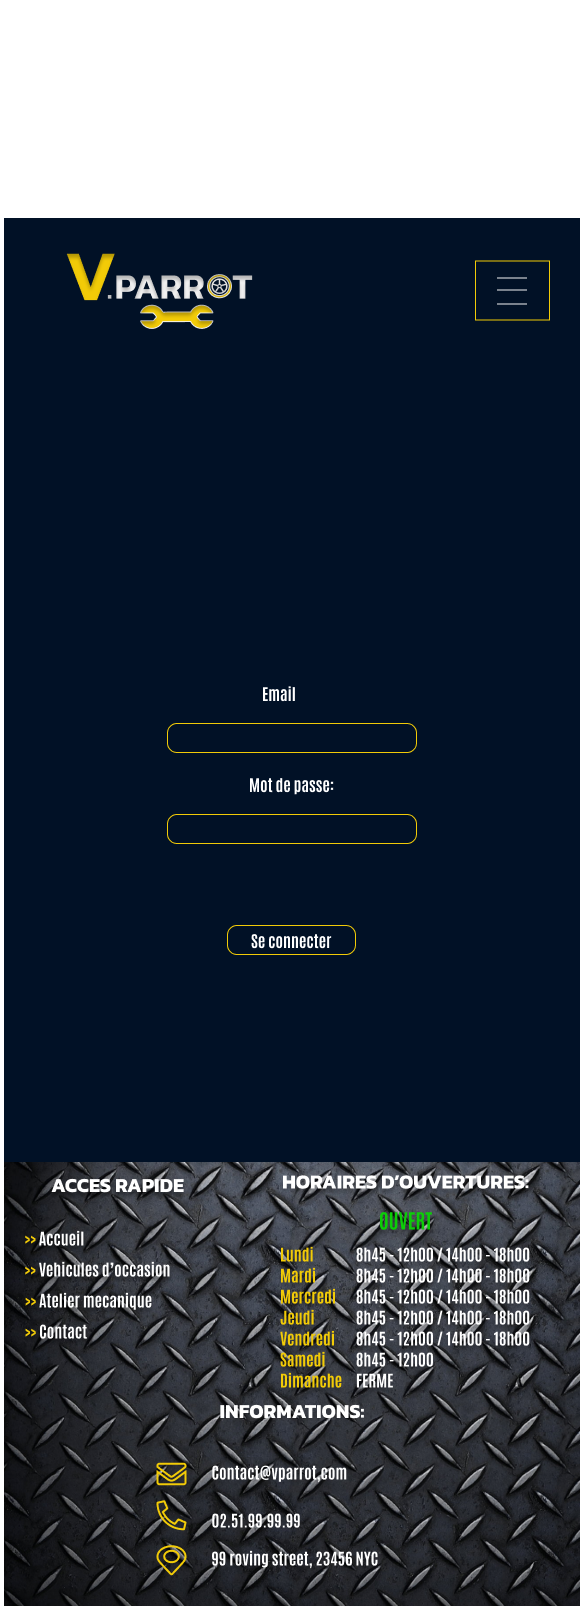 V.PARROT
Email
Mot de passe:
Se connecter
ACCES RAPIDE
>> Accueil
>> Vehicules d’occasion
>> Atelier mecanique
>> Contact
HORAIRES D’OUVERTURES:
OUVERT
Lundi 8h45 - 12h00 / 14h00 - 18h00
Mardi 8h45 - 12h00 / 14h00 - 18h00
Mercredi 8h45 - 12h00 / 14h00 - 18h00
Jeudi 8h45 - 12h00 / 14h00 - 18h00
Vendredi 8h45 - 12h00 / 14h00 - 18h00
Samedi 8h45 - 12h00
Dimanche FERME
INFORMATIONS:
Contact@vparrot.com
02.51.99.99.99
99 roving street, 23456 NYC